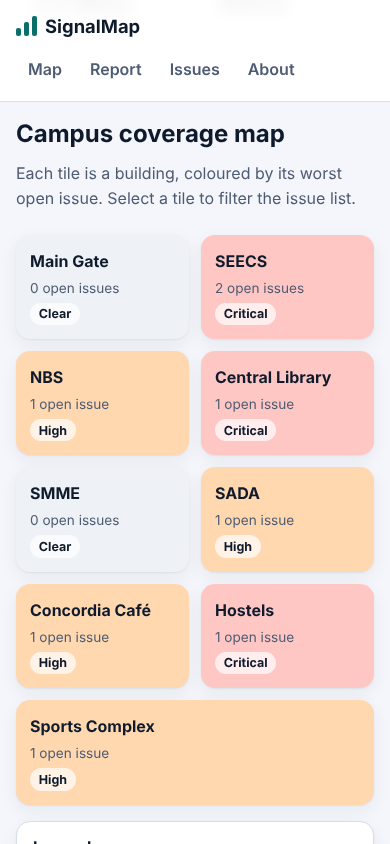 SignalMap
Map Report Issues About
Campus coverage map
Each tile is a building, coloured by its worst
open issue. Select a tile to filter the issue list.
Main Gate
0 open issues
Clear
SEECS
2 open issues
Critical
NBS
1 open issue
High
Central Library
1 open issue
Critical
SMME
0 open issues
Clear
SADA
1 open issue
High
Concordia Café
1 open issue
High
Hostels
1 open issue
Critical
Sports Complex
1 open issue
High